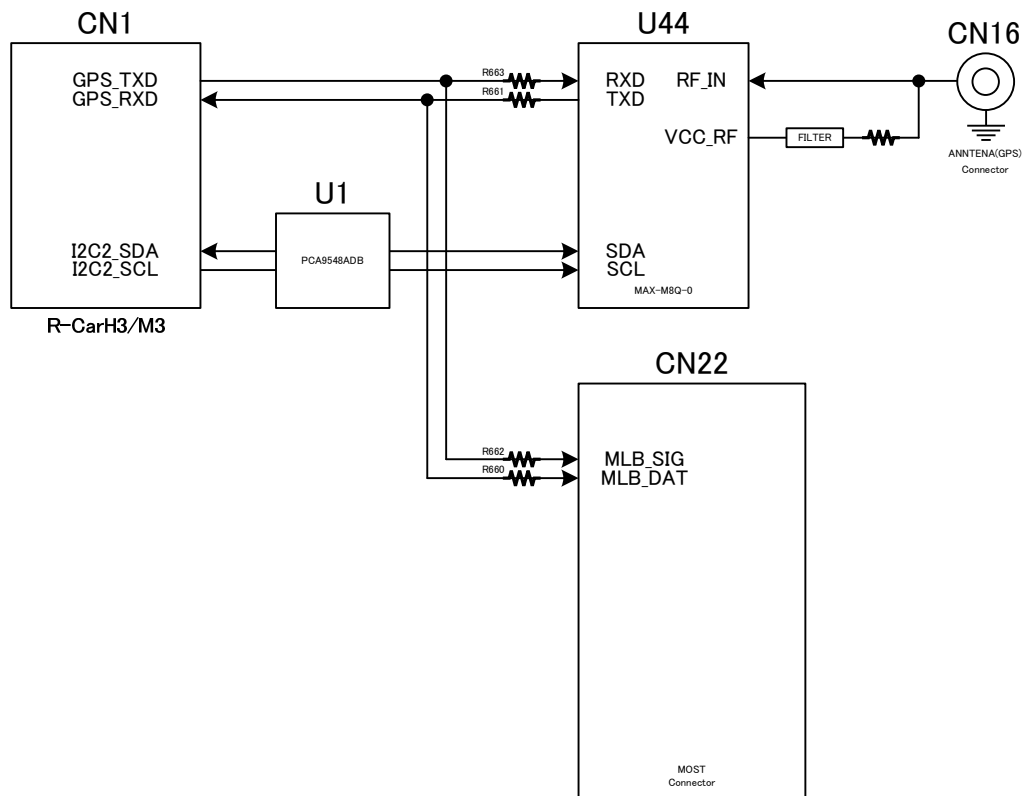 CN1
U44
CN16
GPS_TXD
GPS_RXD
R663
R661
RXD
TXD
RF_IN
VCC_RF
FILTER
ANNTENA(GPS)
Connector
U1
I2C2_SDA
I2C2_SCL
PCA9548ADB
SDA
SCL
MAX-M8Q-0
R-CarH3/M3
CN22
R662
R660
MLB_SIG
MLB_DAT
MOST
Connector